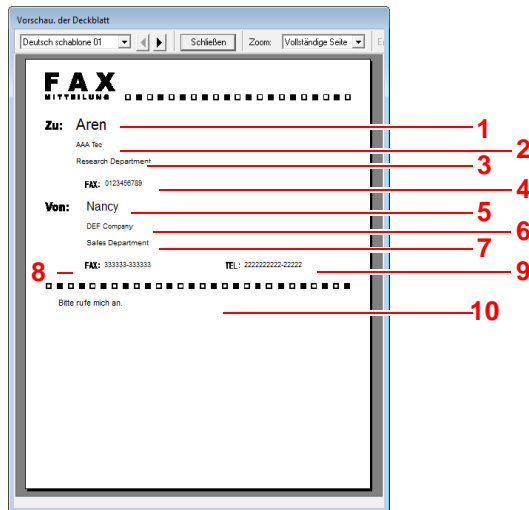 Vorschau. der Deckblatt
Deutsch schablone 01 Schließen Zoom: Vollständige Seite
FAX
MITTEILUNG
Zu: Aren 1
AAA Tec 2
Research Department 3
FAX: 0123456789 4
Von: Nancy 5
DEF Company 6
Sales Department 7
8 FAX: 333333-333333 TEL: 2222222222-22222 9
Bitte rufe mich an. 10